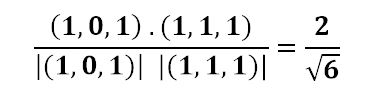 (1, 0, 1) . (1, 1, 1)
|(1, 0, 1)| |(1, 1, 1)|
= 2
√6